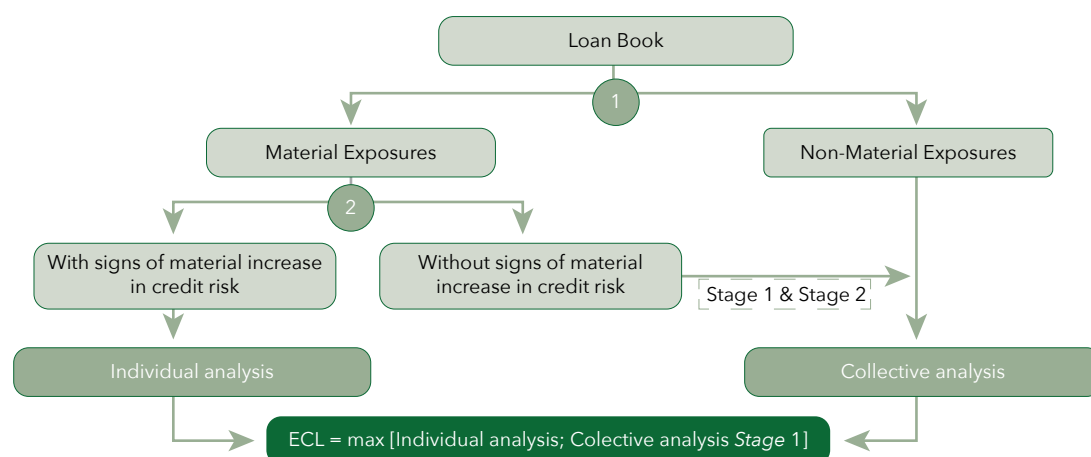 Loan Book
1
Material Exposures
Non-Material Exposures
2
With signs of material increase
in credit risk
Without signs of material
increase in credit risk
Stage 1 & Stage 2
Individual analysis
Collective analysis
ECL = max [Individual analysis; Colective analysis Stage 1]